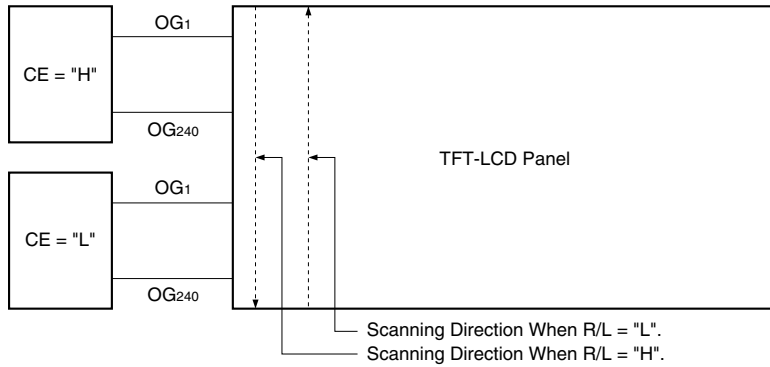 OG1
CE = "H"
OG240
TFT-LCD Panel
OG1
CE = "L"
OG240
Scanning Direction When R/L = "L".
Scanning Direction When R/L = "H".